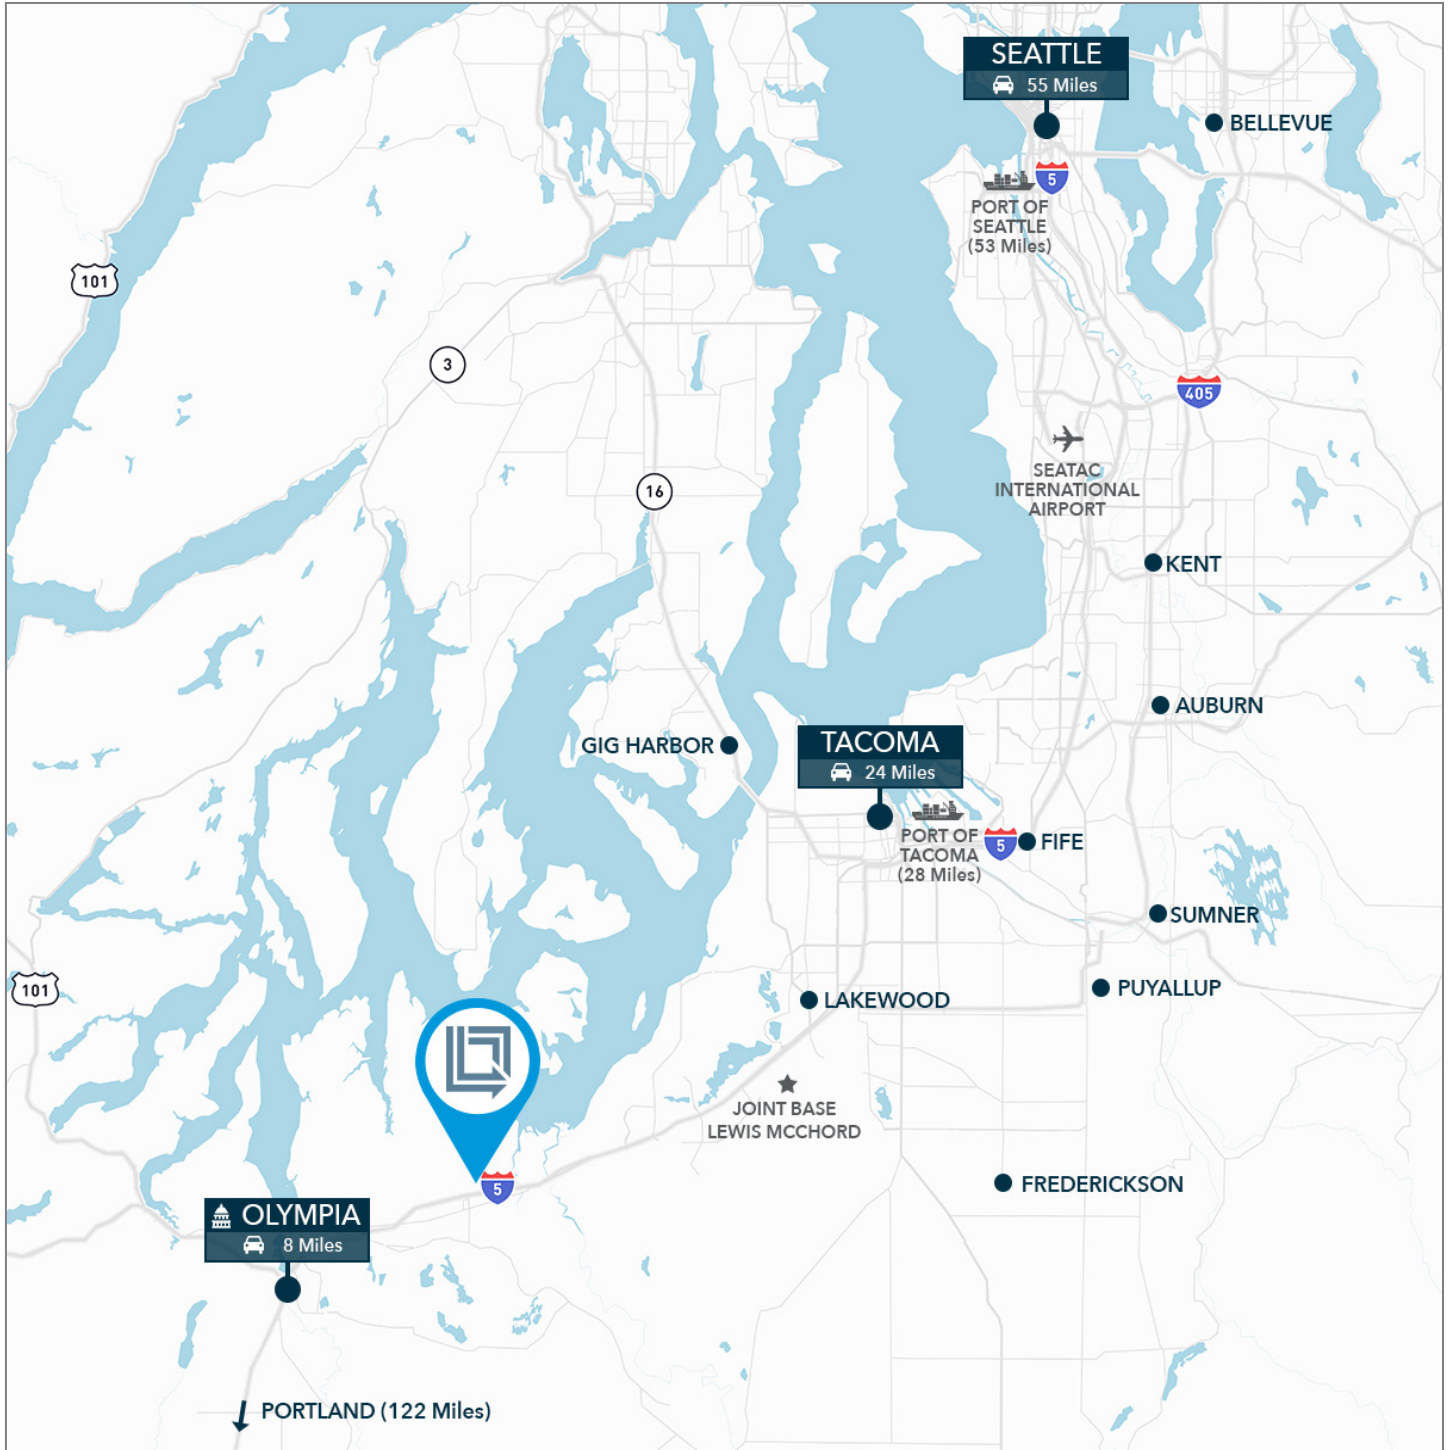 SEATTLE
55 Miles
BELLEVUE
5
PORT OF
SEATTLE
(53 Miles)
101
3
405
SEATAC
INTERNATIONAL
AIRPORT
16
KENT
AUBURN
GIG HARBOR
TACOMA
24 Miles
PORT OF
TACOMA
(28 Miles)
5
FIFE
SUMNER
101
PUYALLUP
LAKEWOOD
JOINT BASE
LEWIS MCCHORD
5
FREDERICKSON
OLYMPIA
8 Miles
PORTLAND (122 Miles)